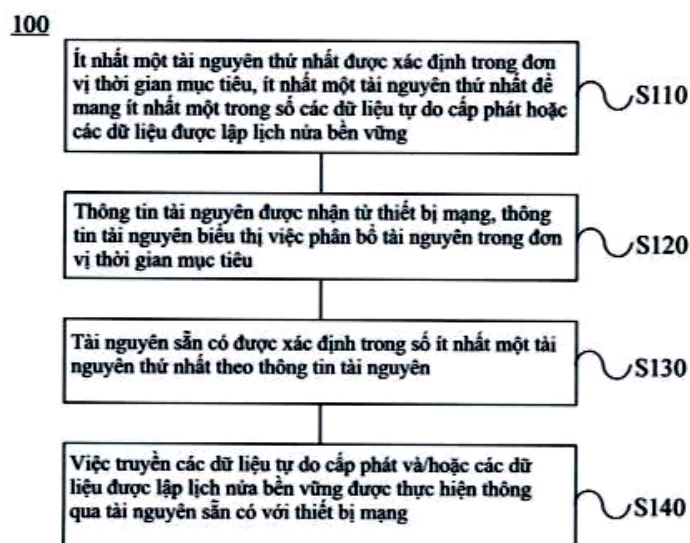 100
Ít nhất một tài nguyên thứ nhất được xác định trong đơn
vị thời gian mục tiêu, ít nhất một tài nguyên thứ nhất để
mang ít nhất một trong số các dữ liệu tự do cấp phát hoặc
các dữ liệu được lập lịch nửa bền vững
S110
Thông tin tài nguyên được nhận từ thiết bị mạng, thông
tin tài nguyên biểu thị việc phân bổ tài nguyên trong đơn
vị thời gian mục tiêu
S120
Tài nguyên sẵn có được xác định trong số ít nhất một tài
nguyên thứ nhất theo thông tin tài nguyên
S130
Việc truyền các dữ liệu tự do cấp phát và/hoặc các dữ
liệu được lập lịch nửa bền vững được thực hiện thông
qua tài nguyên sẵn có với thiết bị mạng
S140